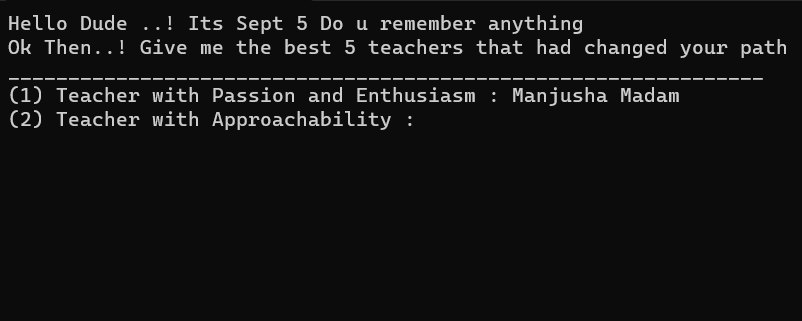 Hello Dude ..! Its Sept 5 Do u remember anything
Ok Then..! Give me the best 5 teachers that had changed your path
_______________________________________________________________
(1) Teacher with Passion and Enthusiasm : Manjusha Madam
(2) Teacher with Approachability :